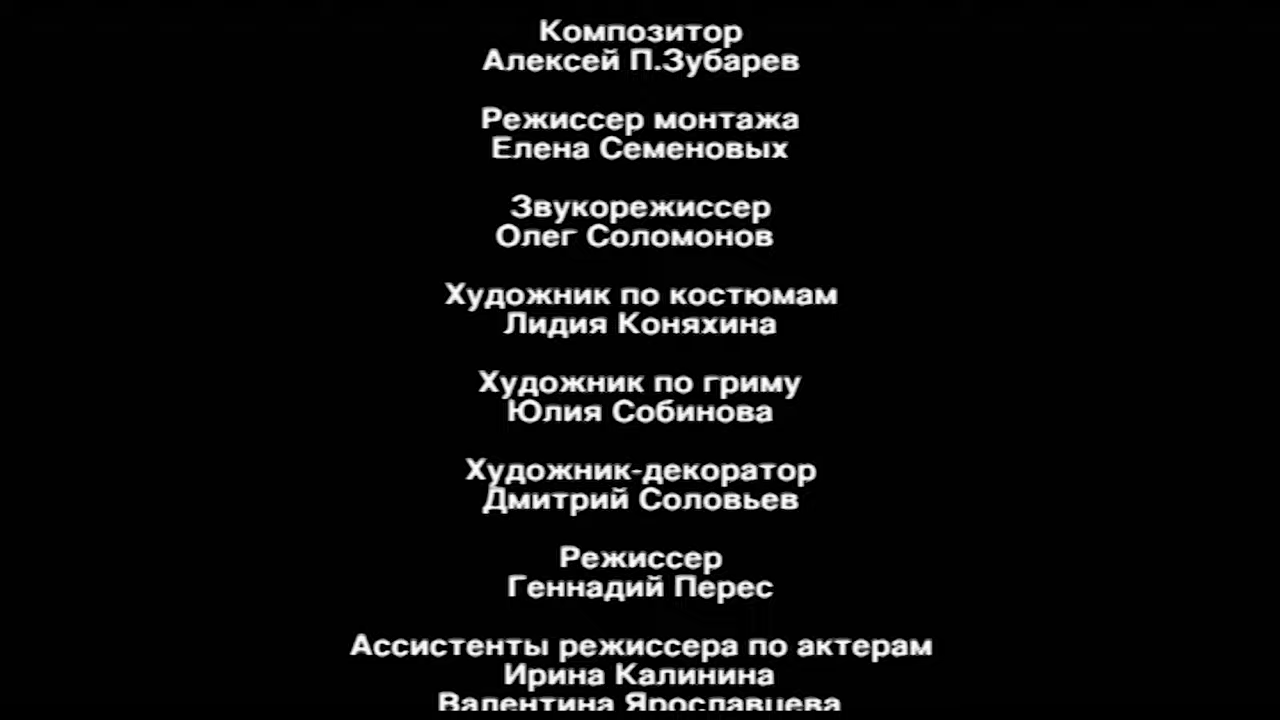 Композитор
Алексей П.Зубарев
Режиссер монтажа
Елена Семеновых
Звукорежиссер
Олег Соломонов
Художник по костюмам
Лидия Коняхина
Художник по гриму
Юлия Собинова
Художник-декоратор
Дмитрий Соловьев
Режиссер
Геннадий Перес
Ассистенты режиссера по актерам
Ирина Калинина
Валентина Ярославцева